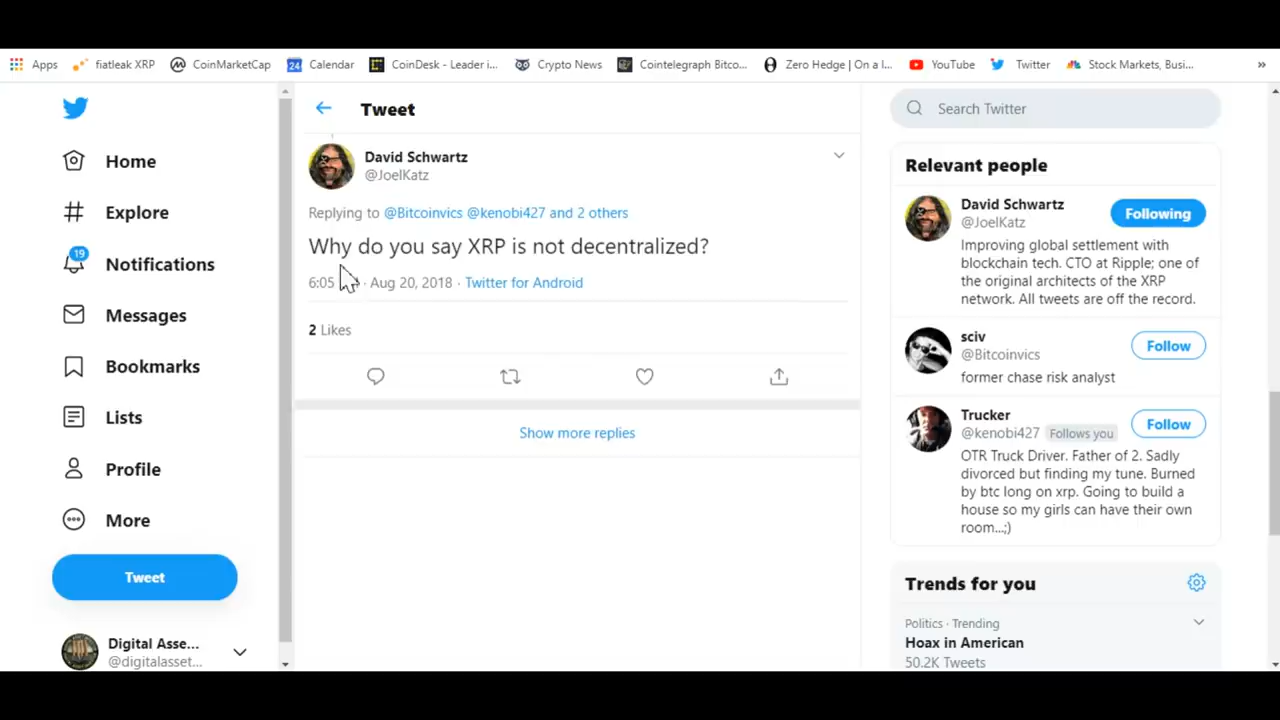 Apps fiatleak XRP CoinMarketCap Calendar CoinDesk - Leader i... Crypto News Cointelegraph Bitco... Zero Hedge | On a l... YouTube Twitter Stock Markets, Busi... »
Home
Explore
19
Notifications
Messages
Bookmarks
Lists
Profile
More
Tweet
Digital Asse...
@digitalasset...
Tweet
David Schwartz
@JoelKatz
Replying to @Bitcoinvics @kenobi427 and 2 others
Why do you say XRP is not decentralized?
6:05 · Aug 20, 2018 · Twitter for Android
2 Likes
Show more replies
Search Twitter
Relevant people
David Schwartz
@JoelKatz
Following
Improving global settlement with
blockchain tech. CTO at Ripple; one of
the original architects of the XRP
network. All tweets are off the record.
sciv
@Bitcoinvics
Follow
former chase risk analyst
Trucker
@kenobi427 Follows you
Follow
OTR Truck Driver. Father of 2. Sadly
divorced but finding my tune. Burned
by btc long on xrp. Going to build a
house so my girls can have their own
room...;)
Trends for you
Politics · Trending
Hoax in American
50.2K Tweets